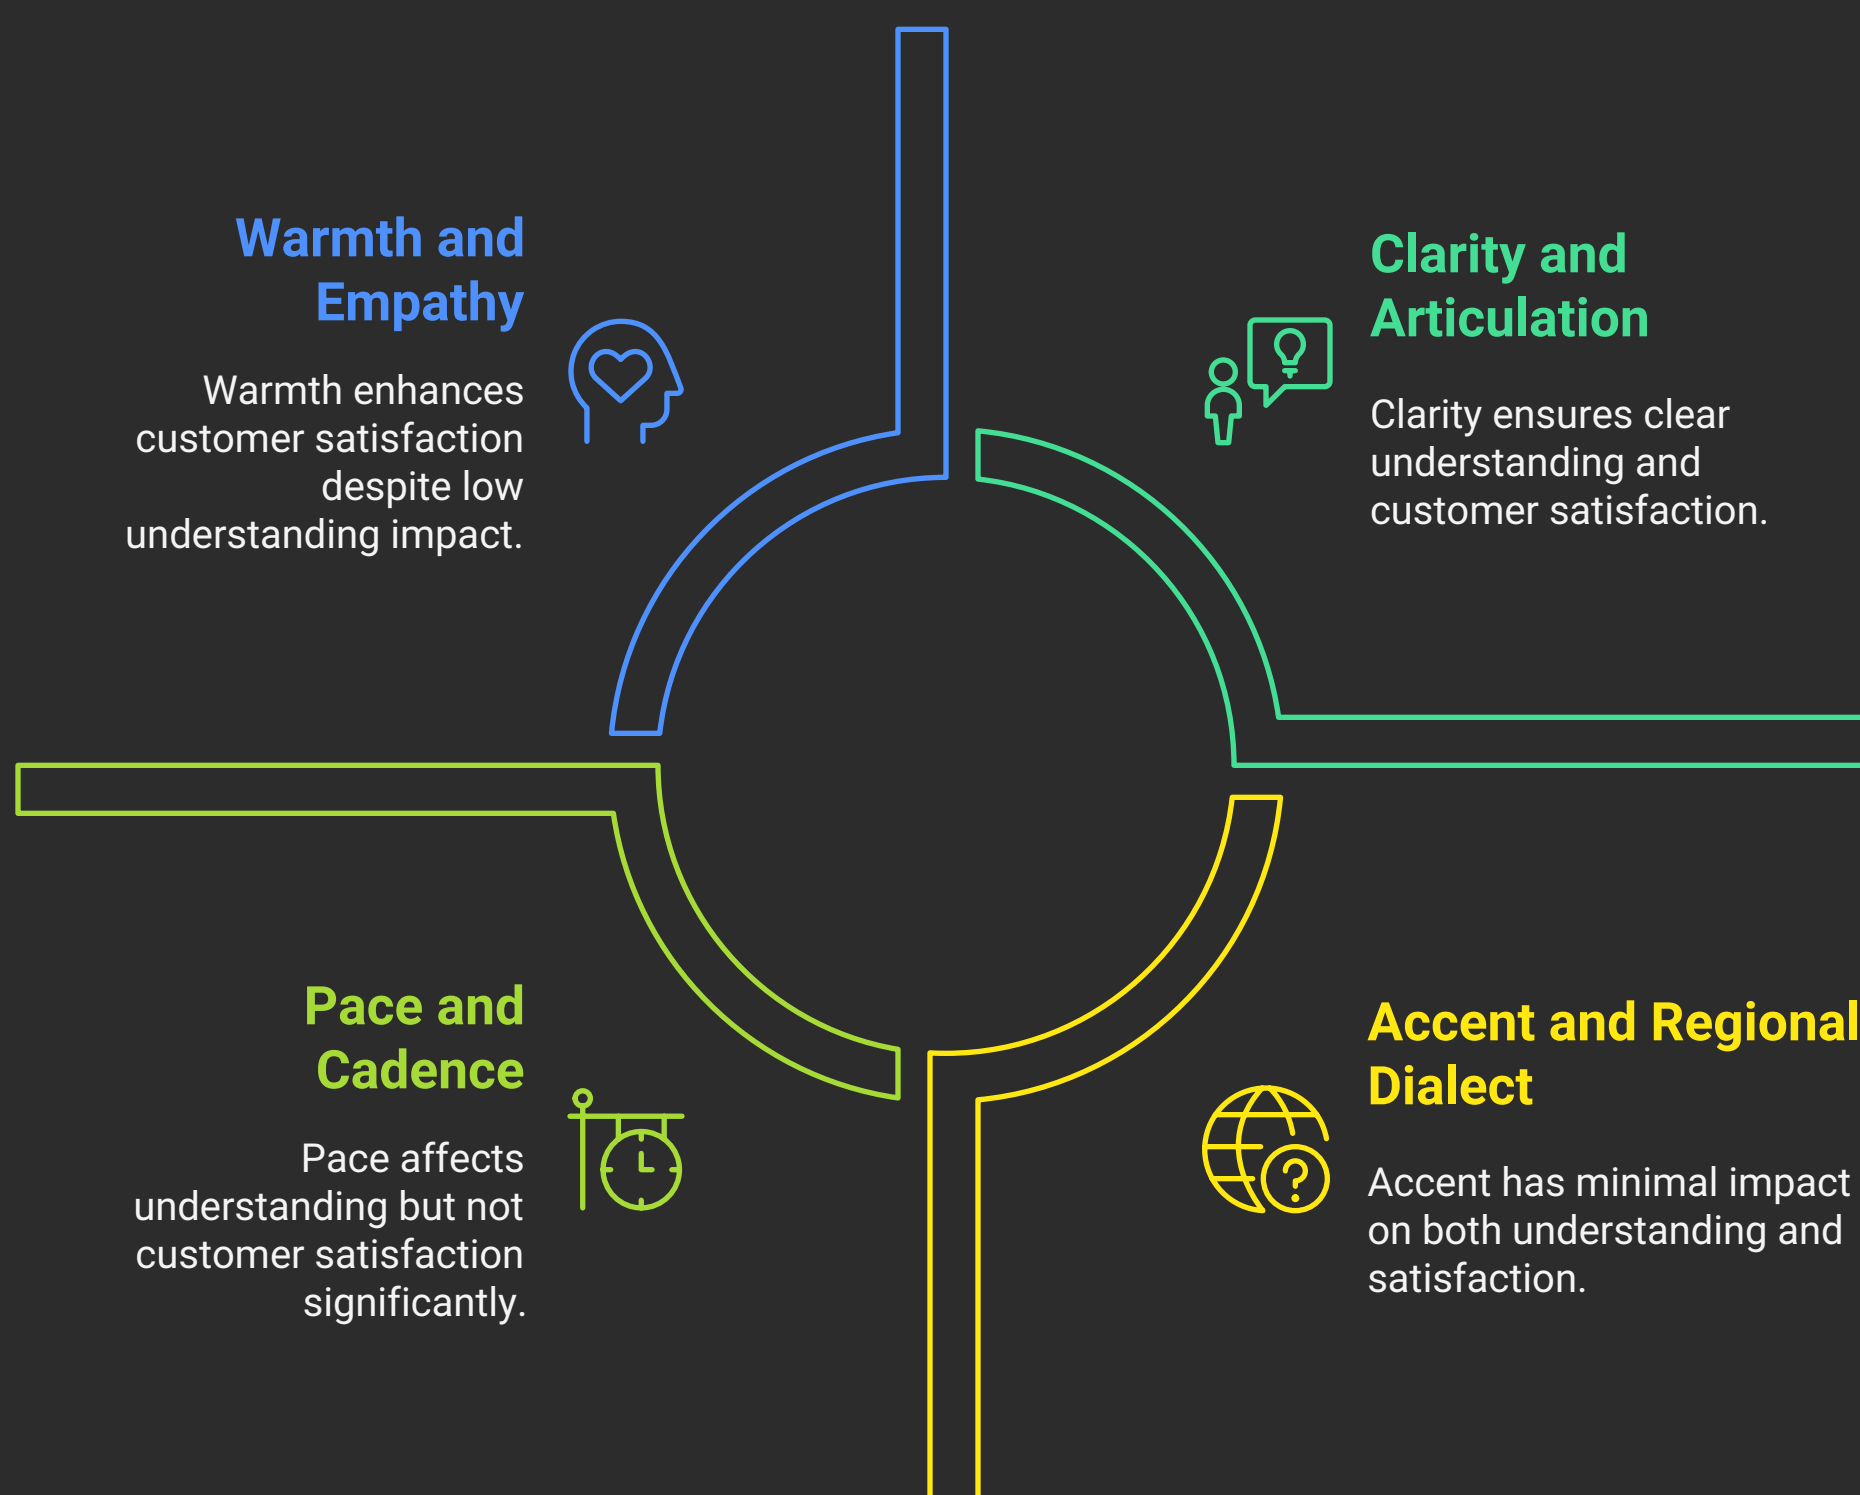 Warmth and
Empathy
Warmth enhances
customer satisfaction
despite low
understanding impact.
Clarity and
Articulation
Clarity ensures clear
understanding and
customer satisfaction.
Pace and
Cadence
Pace affects
understanding but not
customer satisfaction
significantly.
Accent and Regional
Dialect
Accent has minimal impact
on both understanding and
satisfaction.